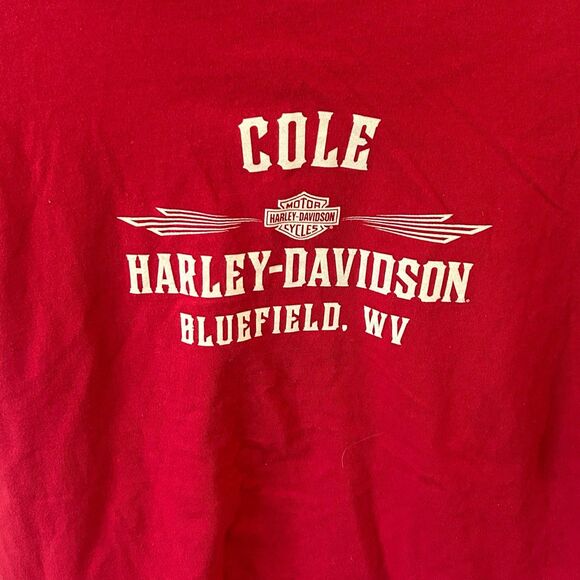 COLE
MOTOR
HARLEY-DAVIDSON
CYCLES
HARLEY-DAVIDSON
BLUEFIELD, WV